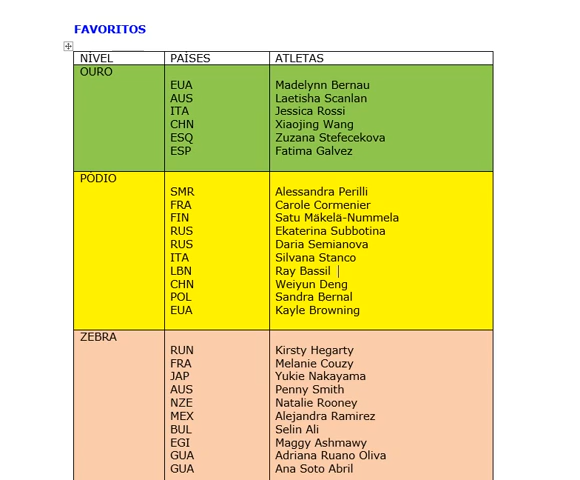 FAVORITOS
NÍVEL PAÍSES ATLETAS
OURO
EUA Madelynn Bernau
AUS Laetisha Scanlan
ITA Jessica Rossi
CHN Xiaojing Wang
ESQ Zuzana Stefecekova
ESP Fatima Galvez
PÓDIO
SMR Alessandra Perilli
FRA Carole Cormenier
FIN Satu Mäkelä-Nummela
RUS Ekaterina Subbotina
RUS Daria Semianova
ITA Silvana Stanco
LBN Ray Bassil
CHN Weiyun Deng
POL Sandra Bernal
EUA Kayle Browning
ZEBRA
RUN Kirsty Hegarty
FRA Melanie Couzy
JAP Yukie Nakayama
AUS Penny Smith
NZE Natalie Rooney
MEX Alejandra Ramirez
BUL Selin Ali
EGI Maggy Ashmawy
GUA Adriana Ruano Oliva
GUA Ana Soto Abril